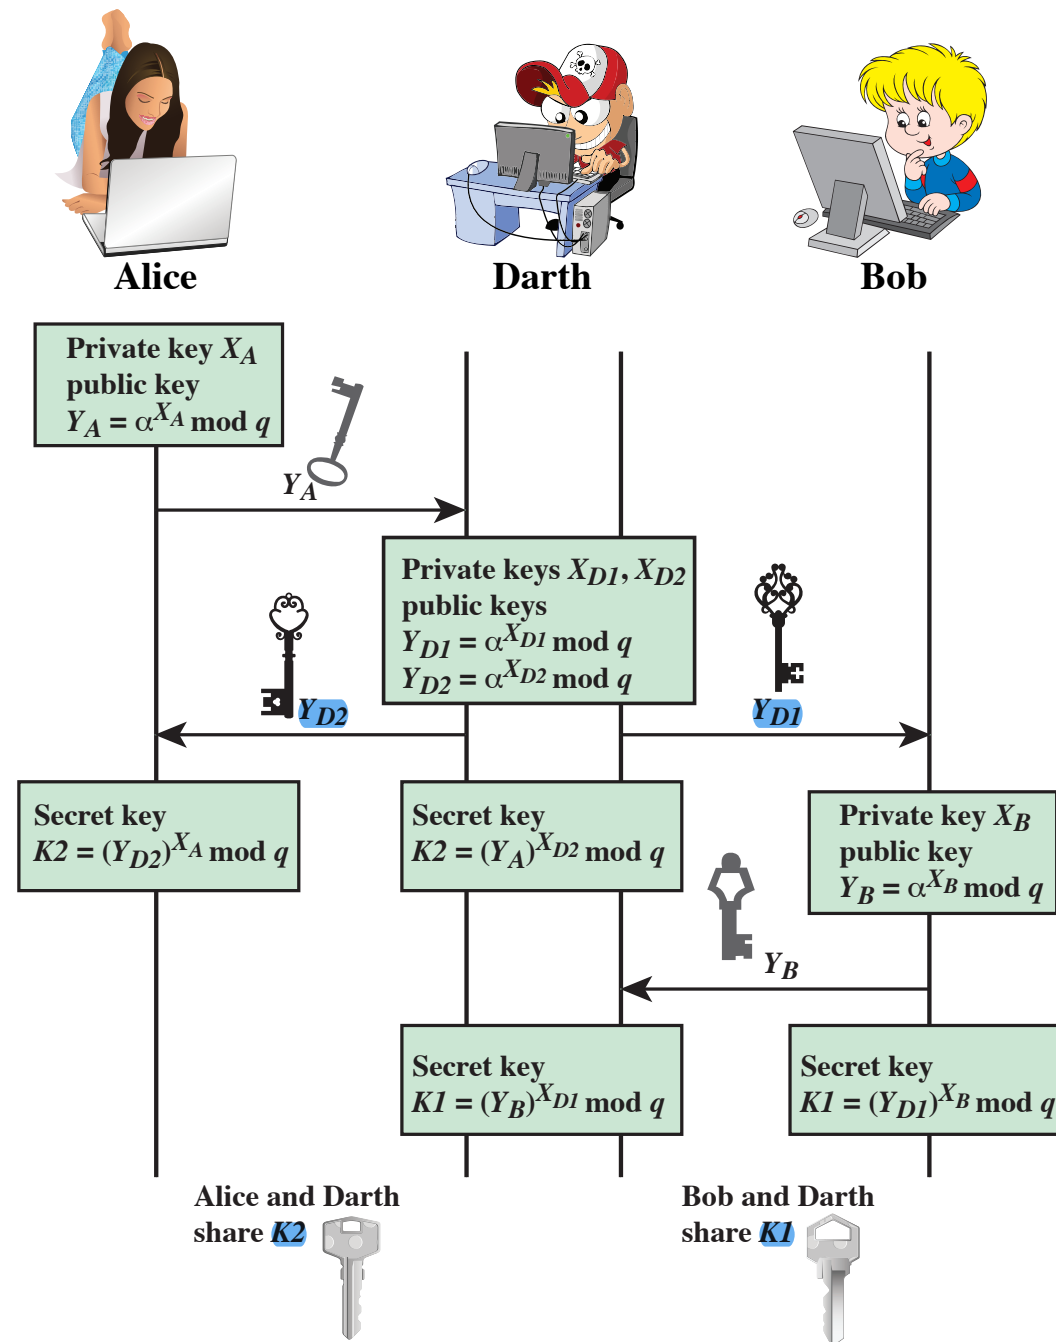 Alice
Darth
Bob
Private key X_A
public key
Y_A = α^{X_A} mod q
Y_A
Private keys X_{D1}, X_{D2}
public keys
Y_{D1} = α^{X_{D1}} mod q
Y_{D2} = α^{X_{D2}} mod q
Y_{D2}
Y_{D1}
Secret key
K2 = (Y_{D2})^{X_A} mod q
Secret key
K2 = (Y_A)^{X_{D2}} mod q
Private key X_B
public key
Y_B = α^{X_B} mod q
Y_B
Secret key
K1 = (Y_B)^{X_{D1}} mod q
Secret key
K1 = (Y_{D1})^{X_B} mod q
Alice and Darth
share K2
Bob and Darth
share K1